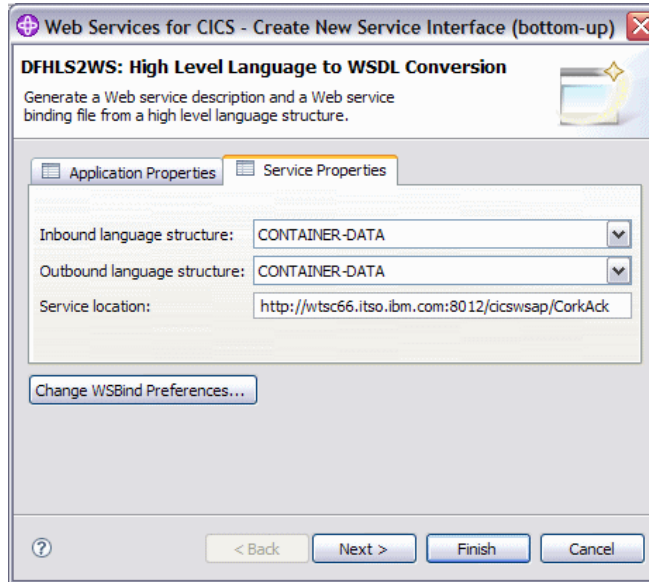 Web Services for CICS - Create New Service Interface (bottom-up)
DFHLS2WS: High Level Language to WSDL Conversion
Generate a Web service description and a Web service
binding file from a high level language structure.
Application Properties
Service Properties
Inbound language structure: CONTAINER-DATA
Outbound language structure: CONTAINER-DATA
Service location: http://wtsc66.itso.ibm.com:8012/cicswsap/CorkAck
Change WSBind Preferences...
? < Back Next > Finish Cancel